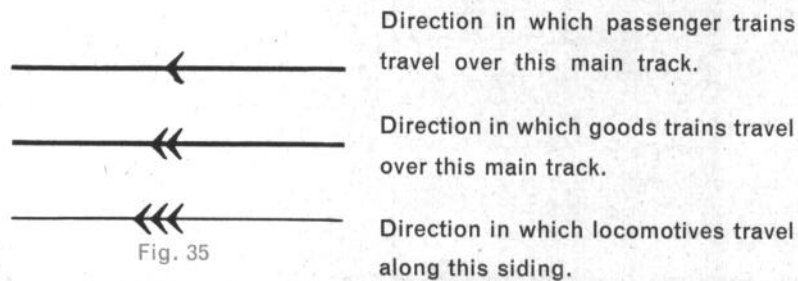 Direction in which passenger trains
travel over this main track.
Direction in which goods trains travel
over this main track.
Direction in which locomotives travel
along this siding.
Fig. 35